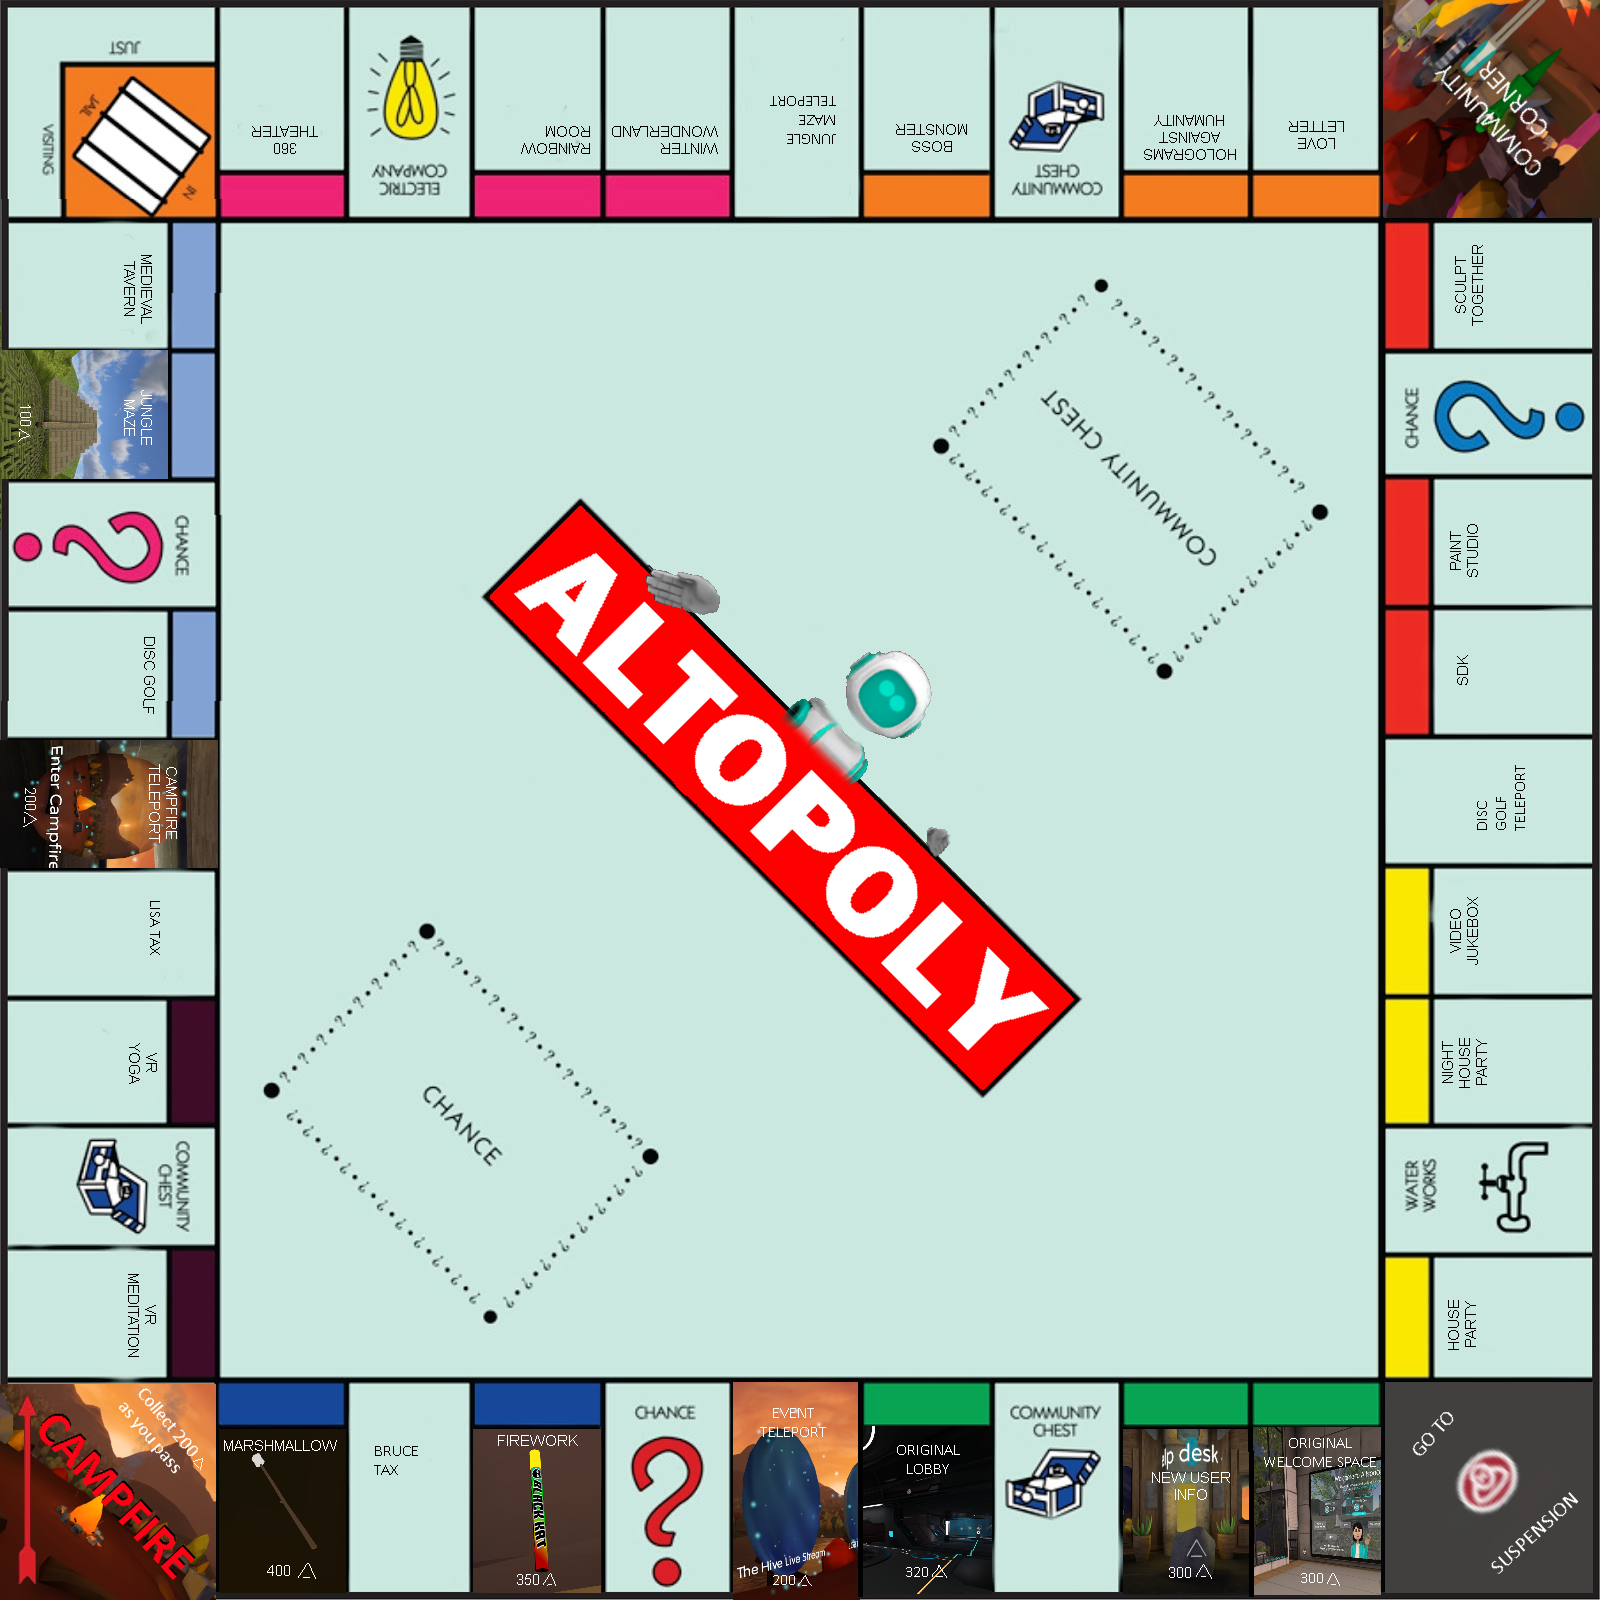 JUST
VISITING
IN
JAIL
360
THEATER
ELECTRIC
COMPANY
RAINBOW
ROOM
WINTER
WONDERLAND
JUNGLE
MAZE
TELEPORT
BOSS
MONSTER
COMMUNITY
CHEST
HOLOGRAMS
AGAINST
HUMANITY
LOVE
LETTER
COMMUNITY
CORNER
SCULPT
TOGETHER
CHANCE
PAINT
STUDIO
SDK
DISC
GOLF
TELEPORT
VIDEO
JUKEBOX
NIGHT
HOUSE
PARTY
WATER
WORKS
HOUSE
PARTY
GO TO
SUSPENSION
ORIGINAL
WELCOME SPACE
300
lp desk
NEW USER
INFO
300
COMMUNITY
CHEST
ORIGINAL
LOBBY
320
EVENT
TELEPORT
The Hive Live Stream
200
CHANCE
FIREWORK
BLACK KAT
350
BRUCE
TAX
MARSHMALLOW
400
Collect 200
as you pass
CAMPFIRE
VR
MEDITATION
COMMUNITY
CHEST
VR
YOGA
LISA TAX
CAMPFIRE
TELEPORT
Enter Campfire
200
DISC GOLF
CHANCE
JUNGLE
MAZE
100
MEDIEVAL
TAVERN
COMMUNITY CHEST
ALTOPOLY
CHANCE